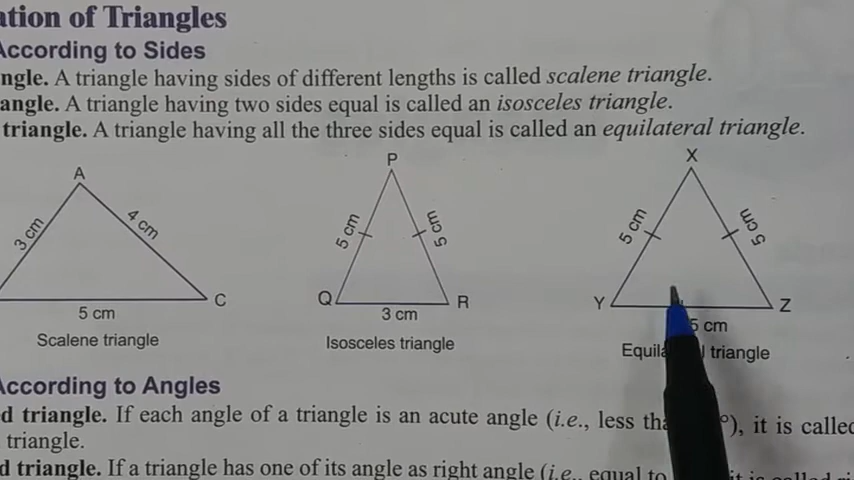 ation of Triangles
According to Sides
ngle. A triangle having sides of different lengths is called scalene triangle.
angle. A triangle having two sides equal is called an isosceles triangle.
triangle. A triangle having all the three sides equal is called an equilateral triangle.
A
3 cm
4 cm
C
5 cm
Scalene triangle
P
5 cm
5 cm
Q
R
3 cm
Isosceles triangle
X
5 cm
5 cm
Y
Z
5 cm
Equila l triangle
According to Angles
d triangle. If each angle of a triangle is an acute angle (i.e., less tha °), it is called
triangle.
d triangle. If a triangle has one of its angle as right angle (i.e., equal to it is called